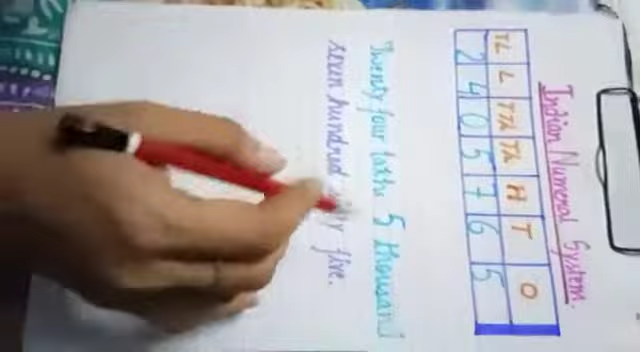 Indian Numeral System.
TL L TTh Th H T O
2 4 0 5 7 6 5
Twenty four lakhs 5 thousand
seven hundred five.